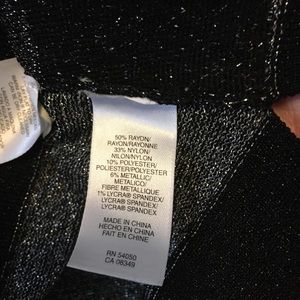 50% RAYON/
RAYON/RAYONNE
33% NYLON/
NILON/NYLON
10% POLYESTER/
POLIESTER/POLYESTER
6% METALLIC/
METALICO/
FIBRE METALLIQUE
1% LYCRA® SPANDEX/
LYCRA® SPANDEX/
LYCRA® SPANDEX
MADE IN CHINA
HECHO EN CHINA
FAIT EN CHINE
RN 54050
CA 06349